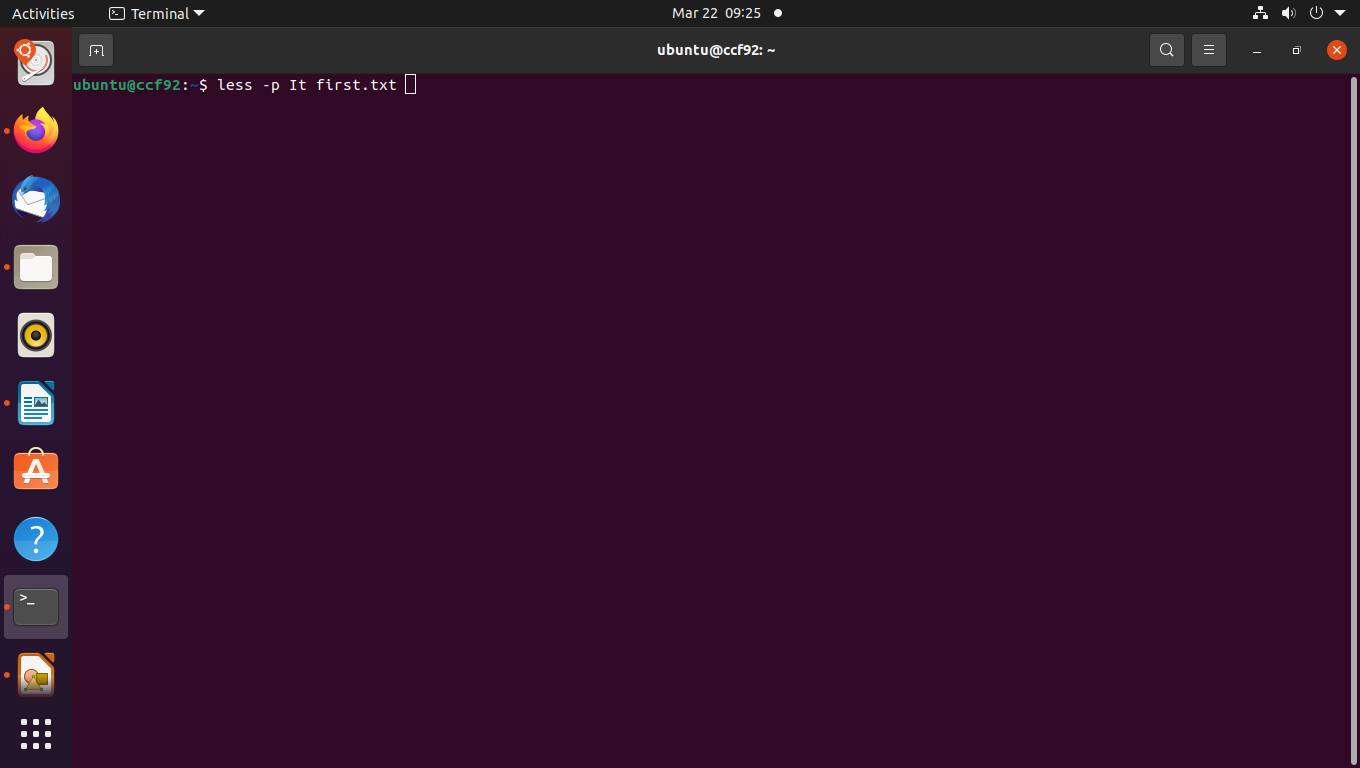 Activities
Terminal
Mar 22 09:25
ubuntu@ccf92: ~
ubuntu@ccf92:~$ less -p It first.txt